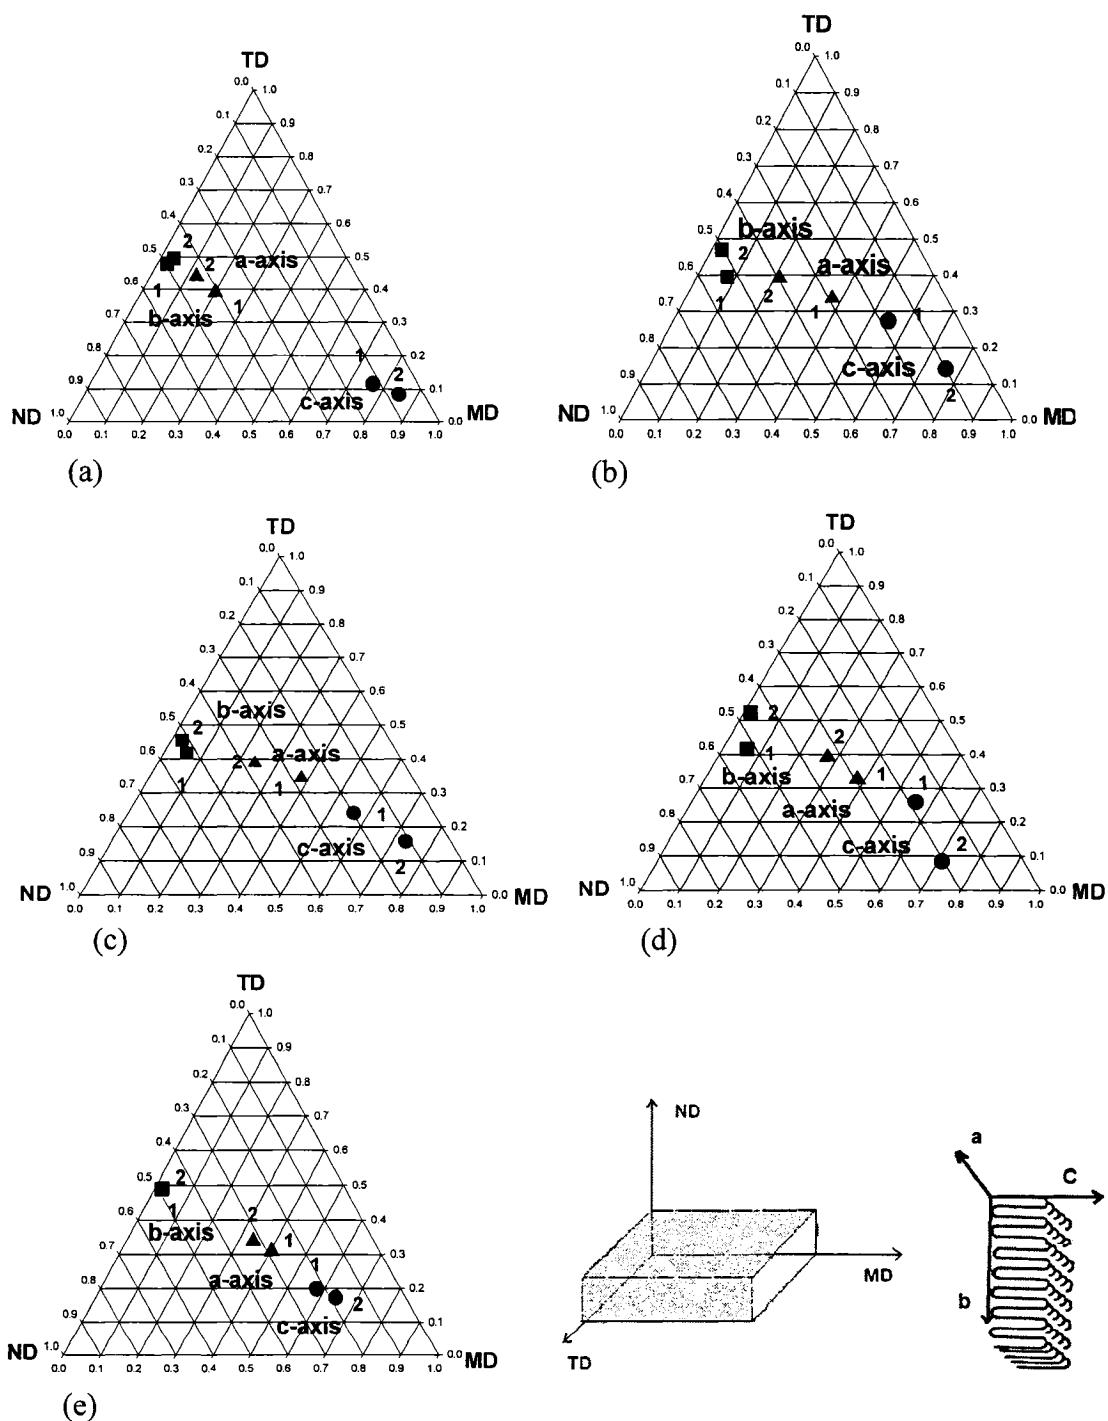 TD
0.0 1.0
0.1 0.9
0.2 0.8
0.3 0.7
0.4 0.6
0.5 2 2 a-axis 0.5
0.6 1 1 0.4
b-axis
0.7 0.3
0.8 1 0.2
0.9 2 0.1
c-axis
ND 1.0 0.0 MD
0.0 0.1 0.2 0.3 0.4 0.5 0.6 0.7 0.8 0.9 1.0
(a)
TD
0.0 1.0
0.1 0.9
0.2 0.8
0.3 0.7
0.4 0.6
b-axis
0.5 2 0.5
a-axis
0.6 2 0.4
1 1 1 0.3
0.7
0.8 0.2
c-axis
0.9 2 0.1
ND 1.0 0.0 MD
0.0 0.1 0.2 0.3 0.4 0.5 0.6 0.7 0.8 0.9 1.0
(b)
TD
0.0 1.0
0.1 0.9
0.2 0.8
0.3 0.7
0.4 0.6
b-axis
0.5 2 0.5
a-axis
0.6 2 0.4
1 1 0.3
0.7 1
0.8 0.2
c-axis
0.9 2 0.1
ND 1.0 0.0 MD
0.0 0.1 0.2 0.3 0.4 0.5 0.6 0.7 0.8 0.9 1.0
(c)
TD
0.0 1.0
0.1
0.2 0.8
0.3 0.7
0.4 0.6
0.5 2 0.5
0.6 1 2 0.4
b-axis 1 1
0.7 0.3
a-axis
0.8 0.2
c-axis 2
0.9 0.1
ND 1.0 0.0 MD
0.0 0.1 0.2 0.3 0.4 0.5 0.6 0.7 0.8 0.9 1.0
(d)
TD
0.0 1.0
0.1 0.9
0.2 0.8
0.3 0.7
0.4 0.6
0.5 2 0.5
0.6 1 2 0.4
b-axis 1
0.7 1 0.3
a-axis
0.8 0.2
2
c-axis
0.9 0.1
ND 1.0 0.0 MD
0.0 0.1 0.2 0.3 0.4 0.5 0.6 0.7 0.8 0.9 1.0
(e)
ND
MD
TD
a
C
b